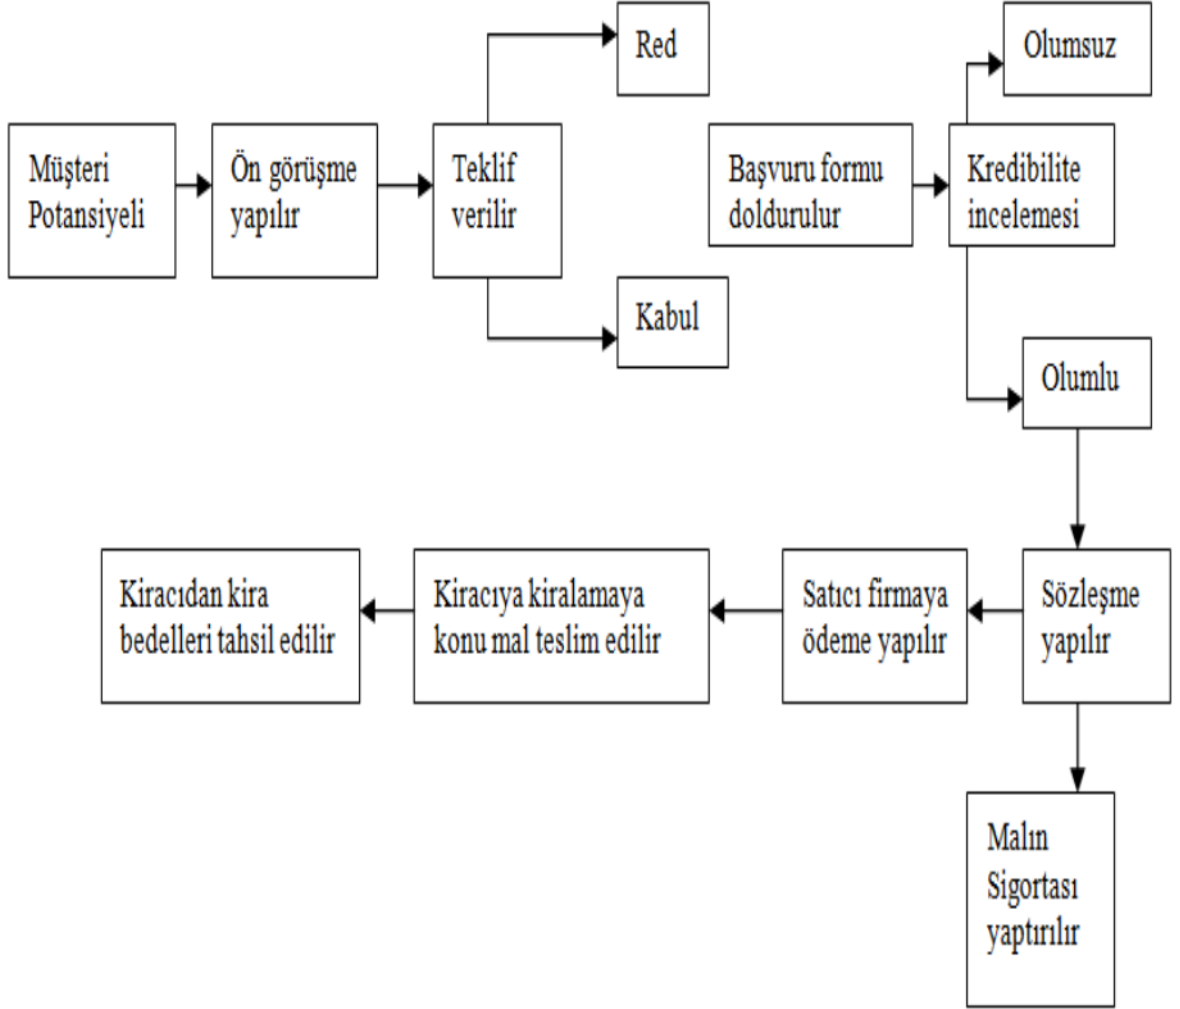 Müşteri
Potansiyeli
Ön görüşme
yapılır
Teklif
verilir
Red
Kabul
Başvuru formu
doldurulur
Kredibilite
incelemesi
Olumsuz
Olumlu
Sözleşme
yapılır
Satıcı firmaya
ödeme yapılır
Kiracıya kiralamaya
konu mal teslim edilir
Kiracıdan kira
bedelleri tahsil edilir
Malın
Sigortası
yaptırılır